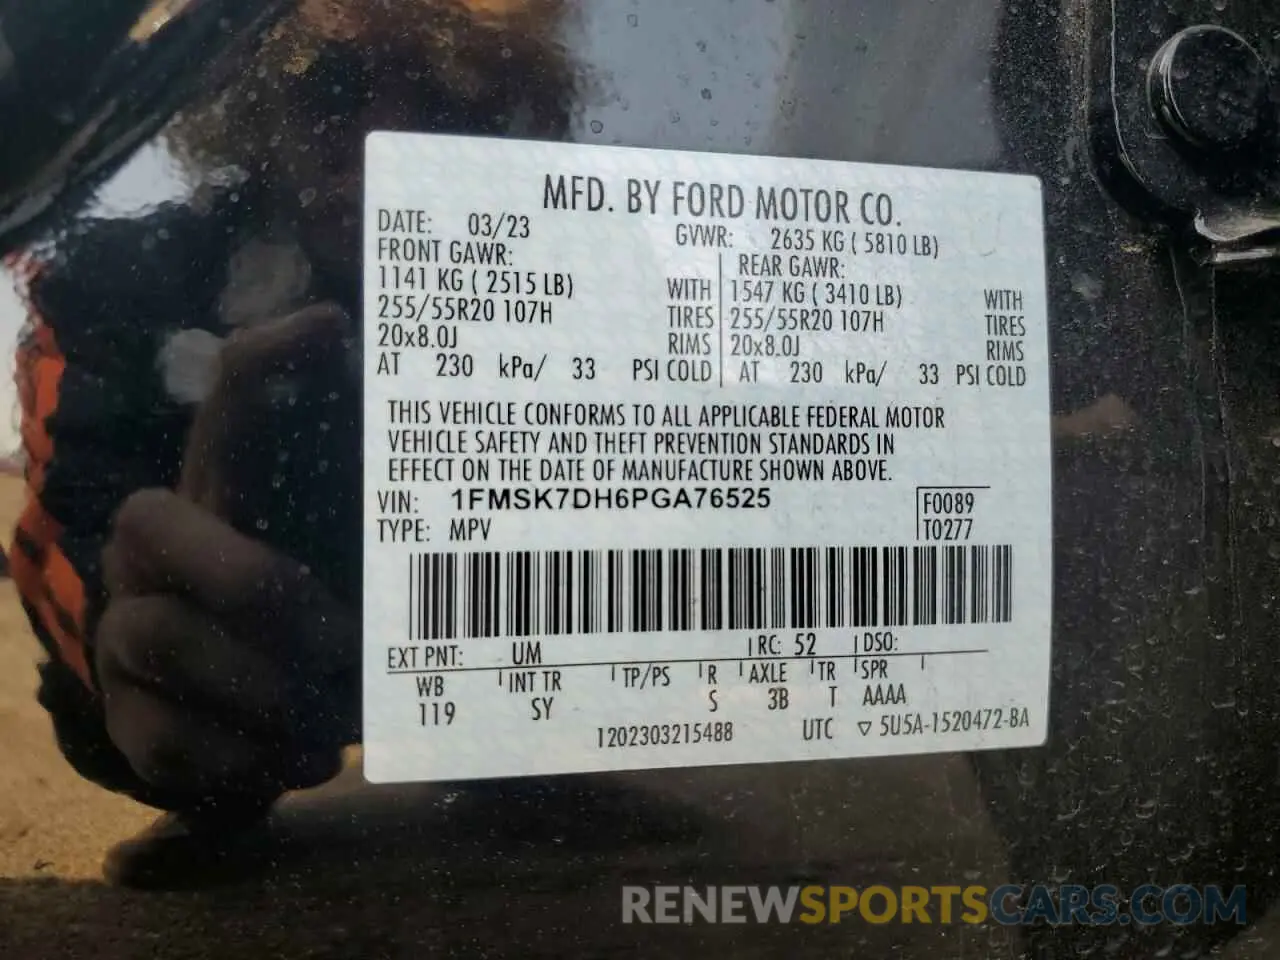 MFD. BY FORD MOTOR CO.
DATE: 03/23 GVWR: 2635 KG ( 5810 LB)
FRONT GAWR: REAR GAWR:
1141 KG ( 2515 LB) WITH 1547 KG ( 3410 LB) WITH
255/55R20 107H TIRES 255/55R20 107H TIRES
20x8.0J RIMS 20x8.0J RIMS
AT 230 kPa/ 33 PSI COLD AT 230 kPa/ 33 PSI COLD
THIS VEHICLE CONFORMS TO ALL APPLICABLE FEDERAL MOTOR
VEHICLE SAFETY AND THEFT PREVENTION STANDARDS IN
EFFECT ON THE DATE OF MANUFACTURE SHOWN ABOVE.
VIN: 1FMSK7DH6PGA76525 F0089
TYPE: MPV T0277
EXT PNT: UM RC: 52 DSO:
WB INT TR TP/PS R AXLE TR SPR
119 SY S 3B T AAAA
1202303215488 UTC ▽ 5U5A-1520472-BA
RENEWSPORTSCARS.COM